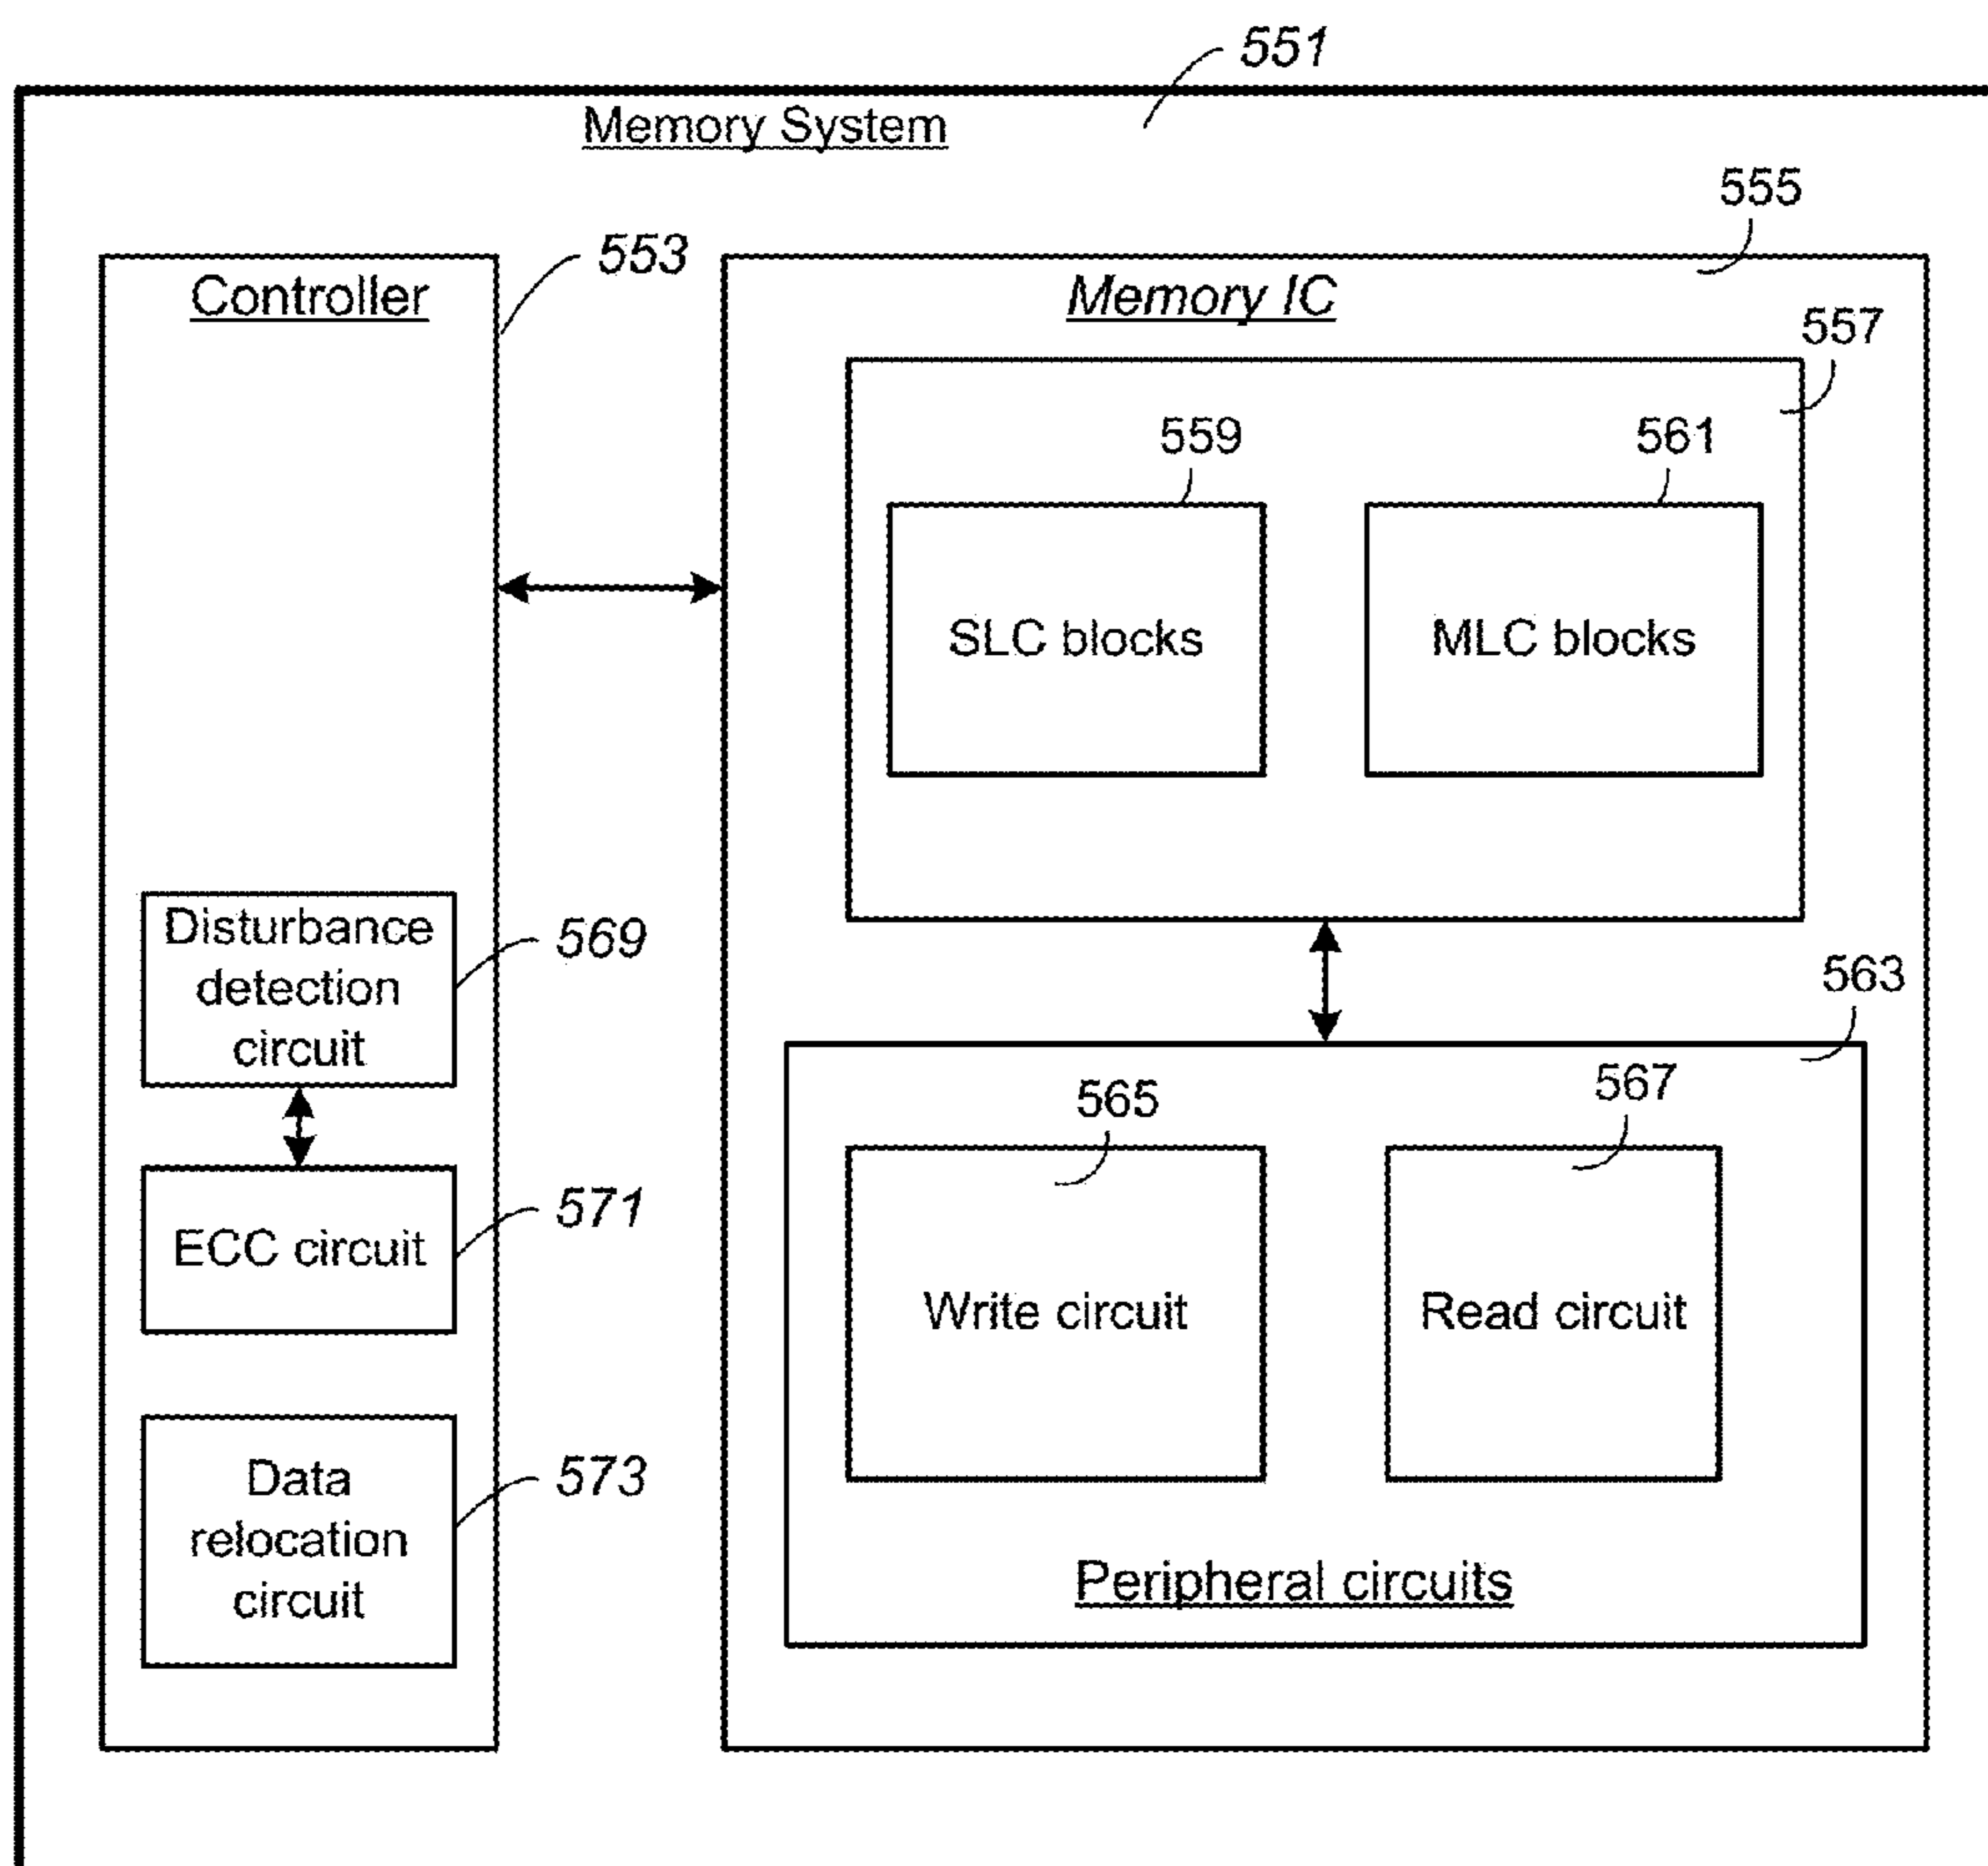 551
Memory System
555
553
Controller
Memory IC
557
559
561
SLC blocks
MLC blocks
Disturbance
detection
circuit
569
563
565
567
ECC circuit
571
Write circuit
Read circuit
Data
relocation
circuit
573
Peripheral circuits